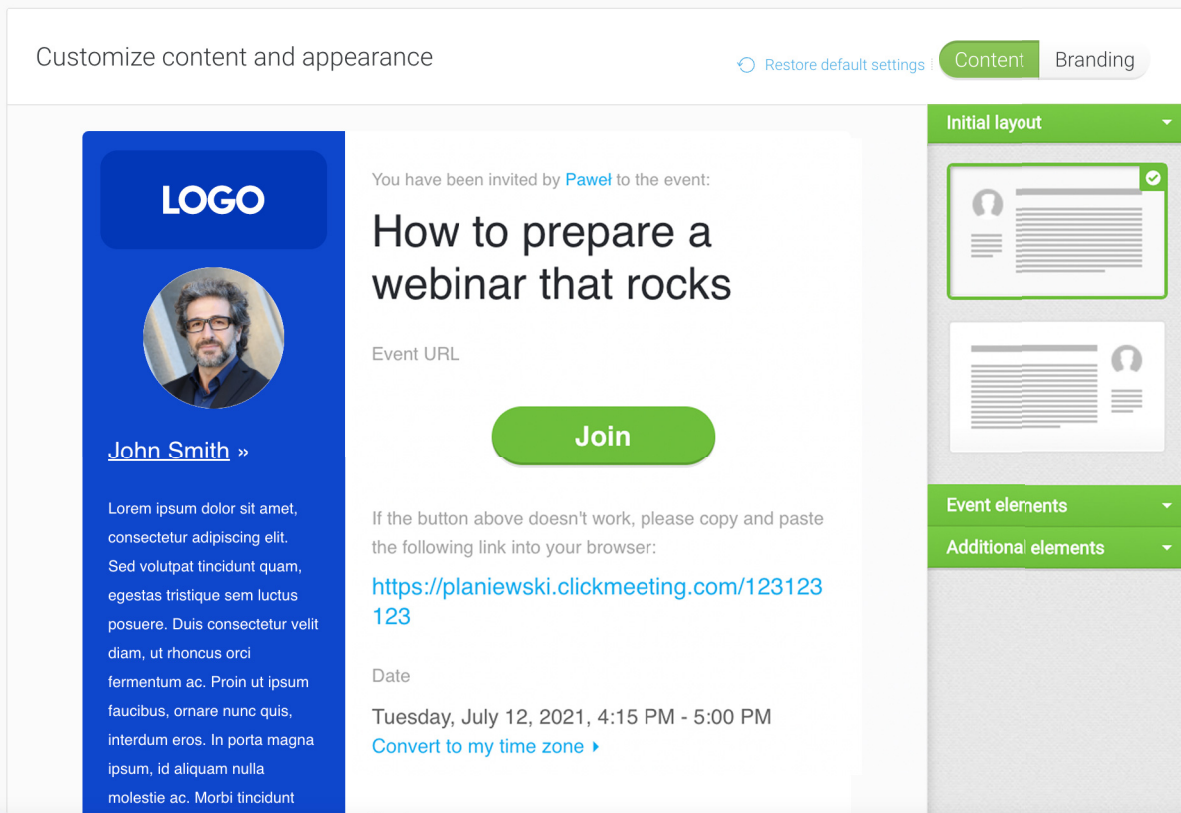 Customize content and appearance
Restore default settings
Content
Branding
LOGO
John Smith »
Lorem ipsum dolor sit amet,
consectetur adipiscing elit.
Sed volutpat tincidunt quam,
egestas tristique sem luctus
posuere. Duis consectetur velit
diam, ut rhoncus orci
fermentum ac. Proin ut ipsum
faucibus, ornare nunc quis,
interdum eros. In porta magna
ipsum, id aliquam nulla
molestie ac. Morbi tincidunt
You have been invited by Paweł to the event:
How to prepare a
webinar that rocks
Event URL
Join
If the button above doesn't work, please copy and paste
the following link into your browser:
https://planiewski.clickmeeting.com/123123
123
Date
Tuesday, July 12, 2021, 4:15 PM - 5:00 PM
Convert to my time zone
Initial layout
Event elements
Additional elements